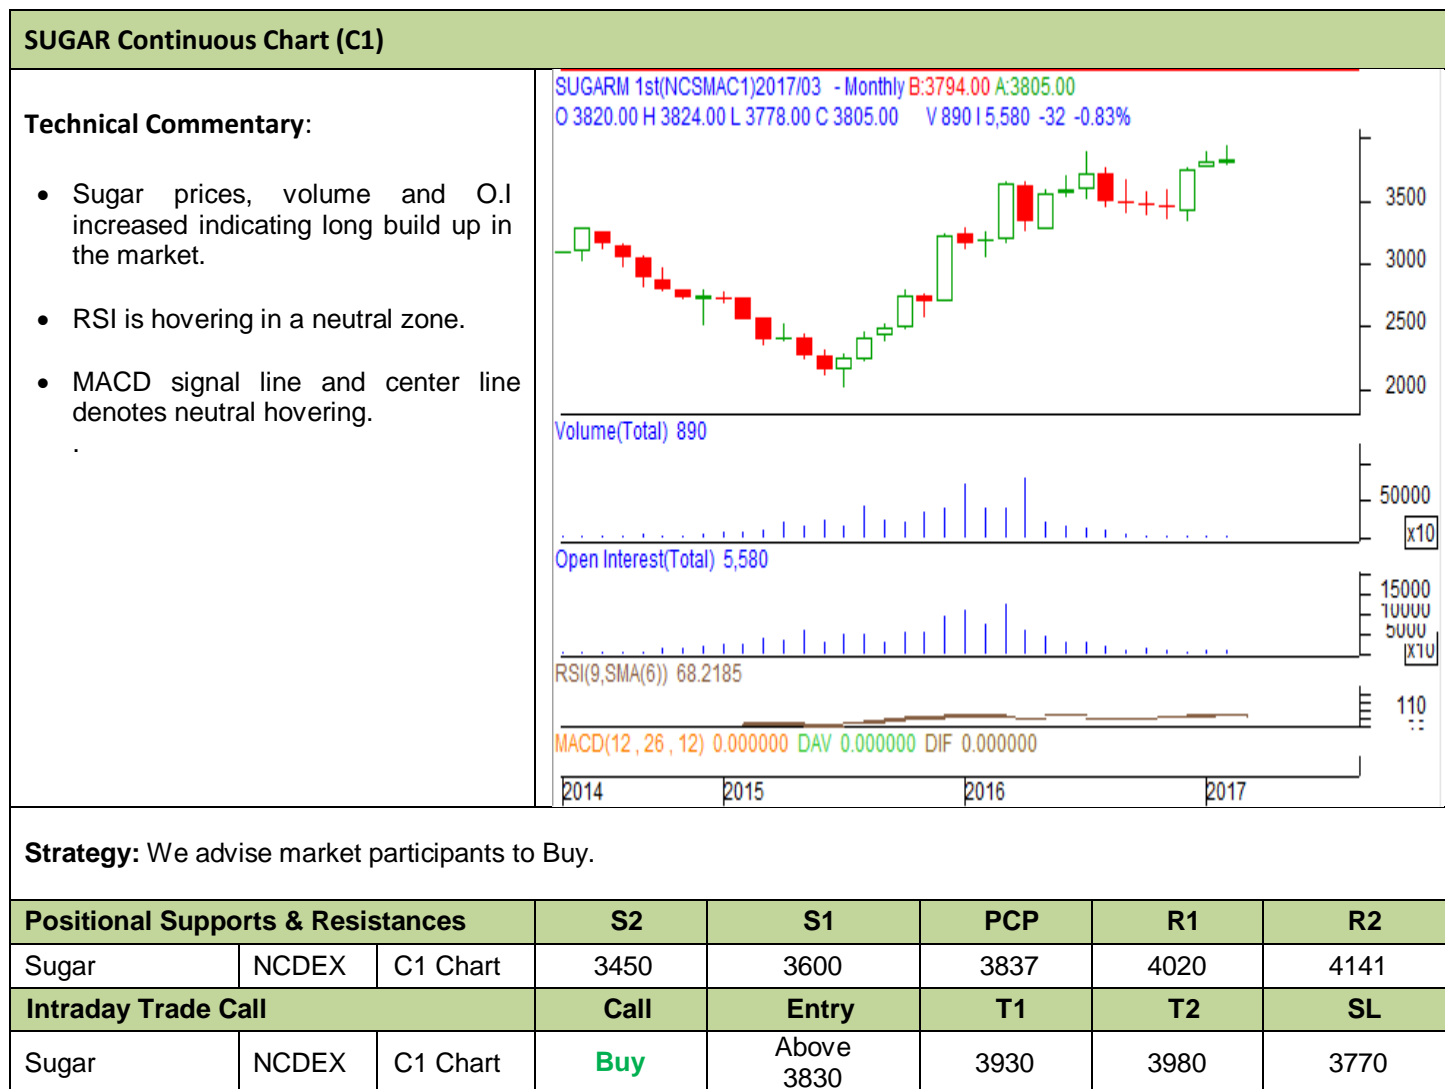 SUGAR Continuous Chart (C1)
Technical Commentary:
• Sugar prices, volume and O.I
increased indicating long build up in
the market.
• RSI is hovering in a neutral zone.
• MACD signal line and center line
denotes neutral hovering.
.
SUGARM 1st(NCSMAC1)2017/03 - Monthly B:3794.00 A:3805.00
O 3820.00 H 3824.00 L 3778.00 C 3805.00 V 890 I 5,580 -32 -0.83%
3500
3000
2500
2000
Volume(Total) 890
50000
x10
Open Interest(Total) 5,580
15000
10000
5000
x10
RSI(9,SMA(6)) 68.2185
110
MACD(12 , 26 , 12) 0.000000 DAV 0.000000 DIF 0.000000
2014 2015 2016 2017
Strategy: We advise market participants to Buy.
Positional Supports & Resistances S2 S1 PCP R1 R2
Sugar NCDEX C1 Chart 3450 3600 3837 4020 4141
Intraday Trade Call Call Entry T1 T2 SL
Sugar NCDEX C1 Chart Buy Above 3830 3930 3980 3770